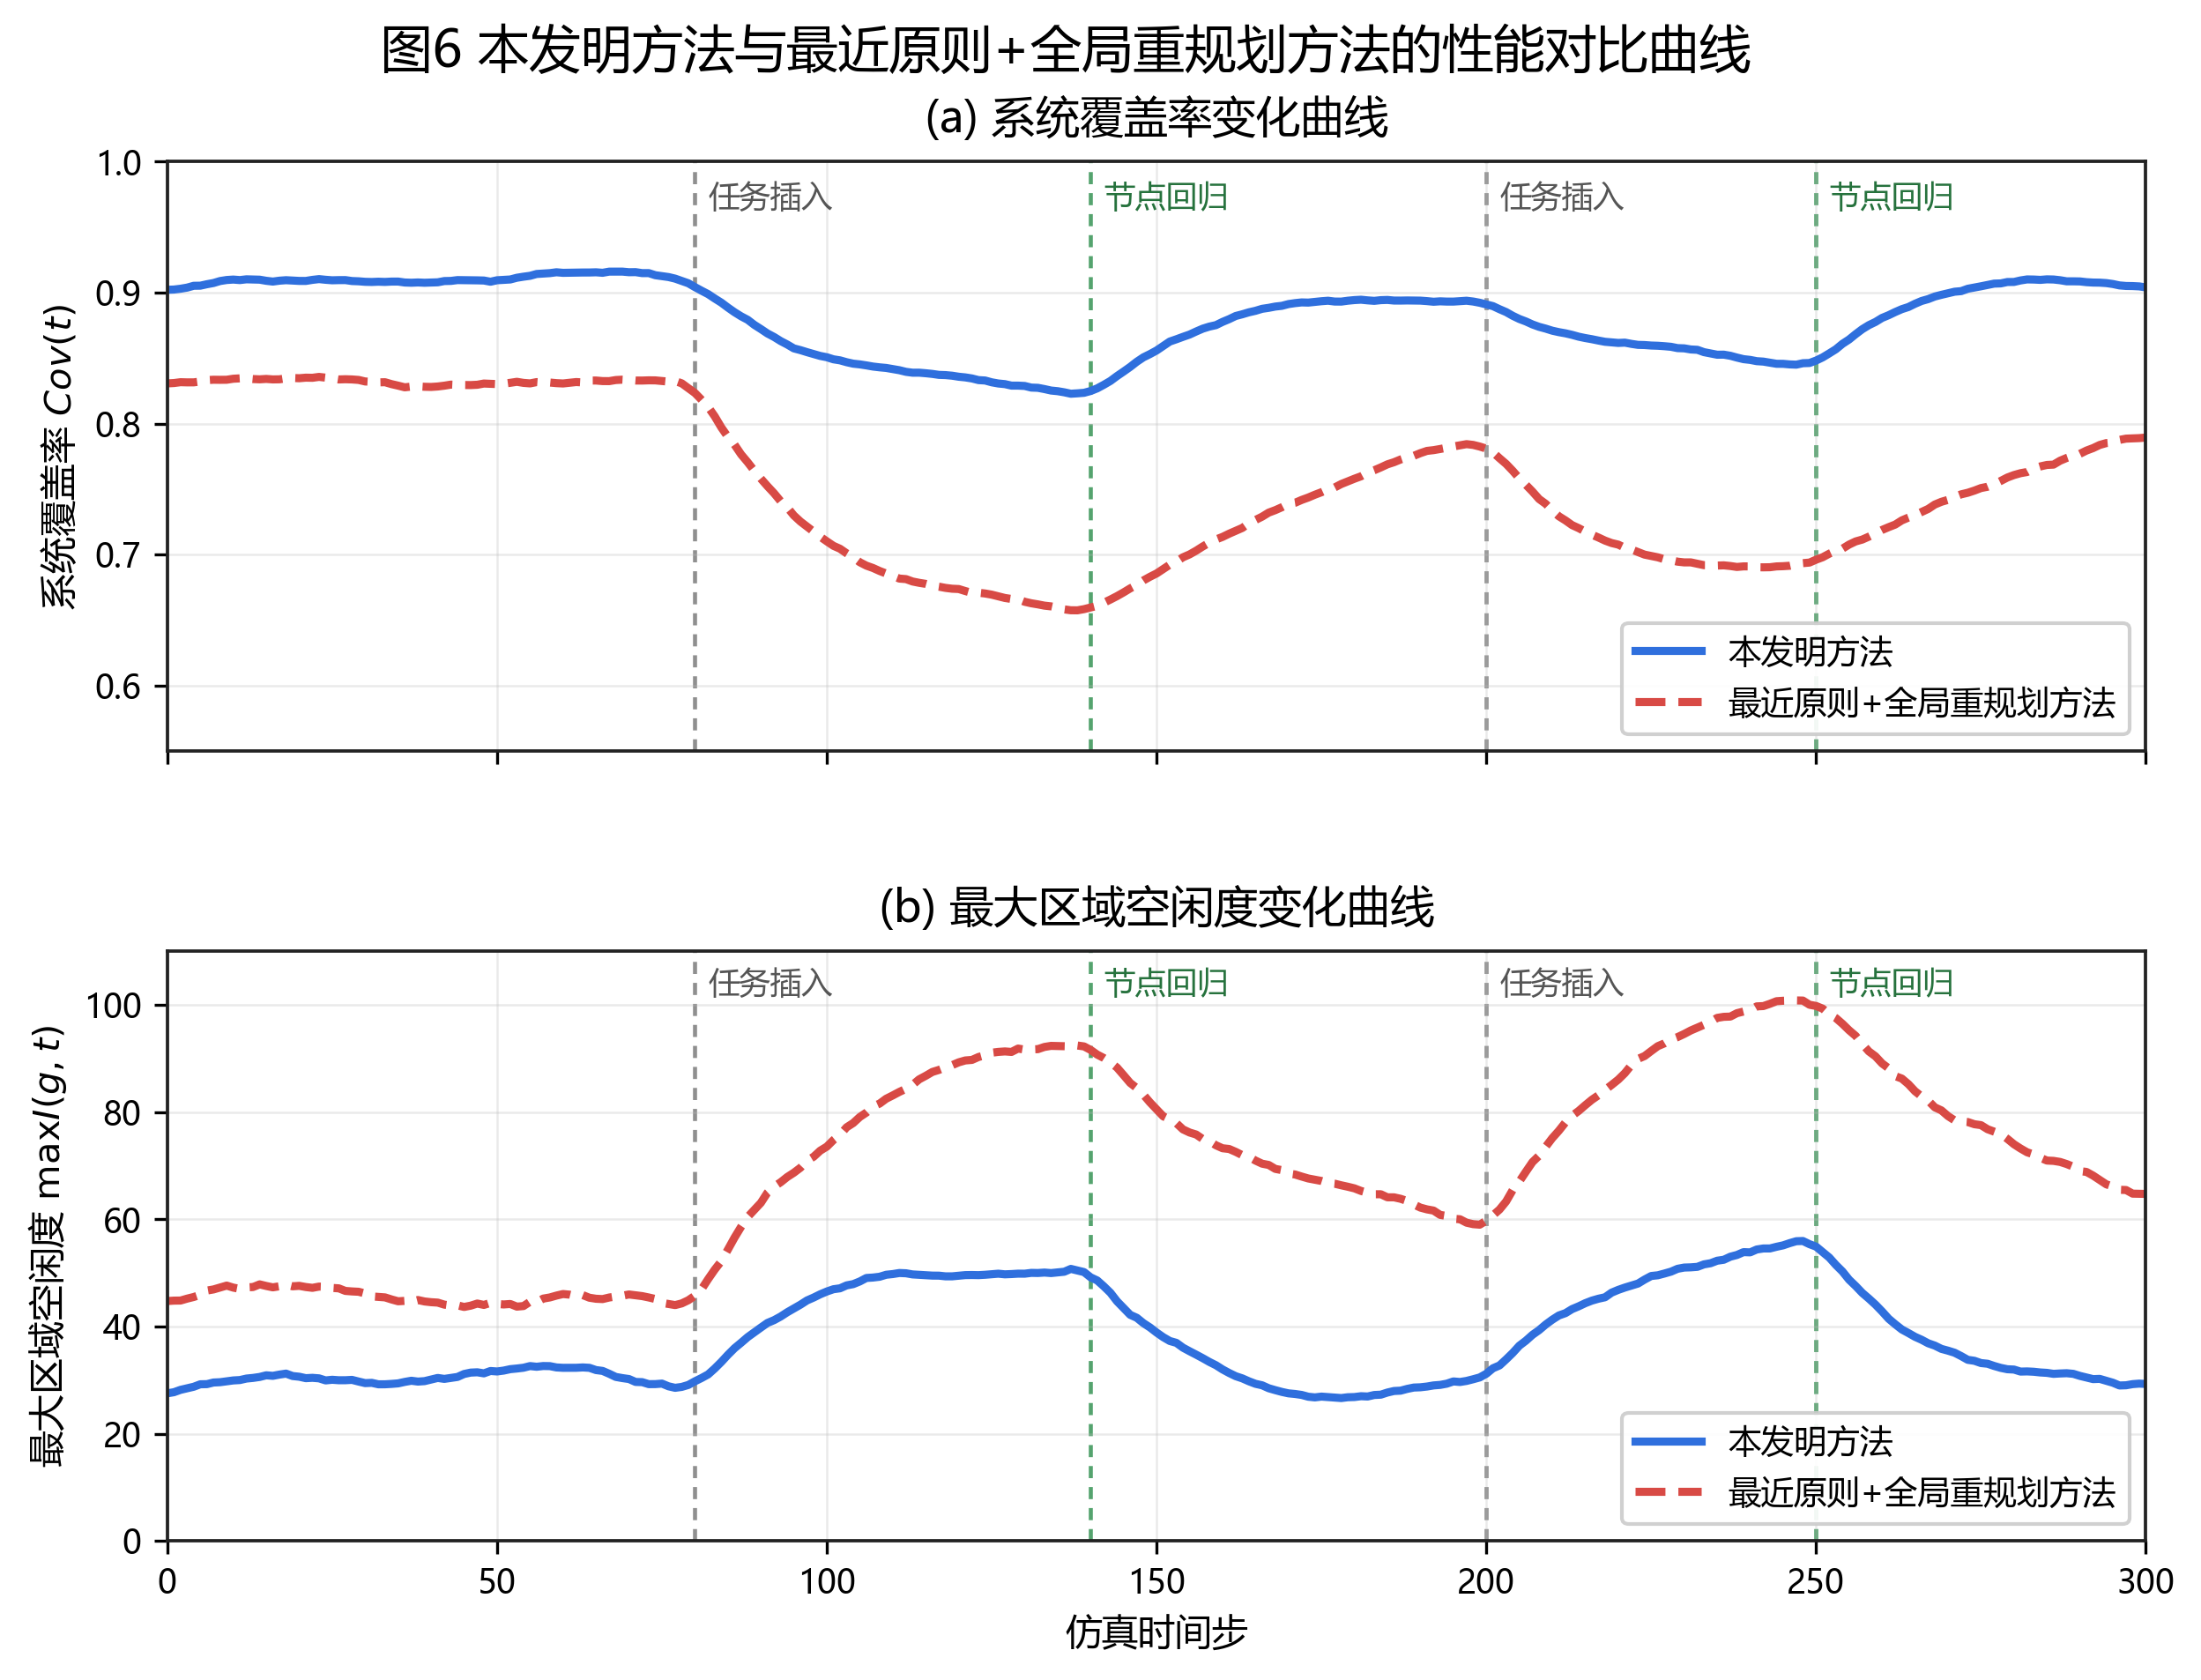 图6 本发明方法与最近原则+全局重规划方法的性能对比曲线
(a) 系统覆盖率变化曲线
系统覆盖率 Cov(t)
1.0
0.9
0.8
0.7
0.6
任务插入
节点回归
任务插入
节点回归
本发明方法
最近原则+全局重规划方法
(b) 最大区域空闲度变化曲线
最大区域空闲度 maxI(g, t)
100
80
60
40
20
0
任务插入
节点回归
任务插入
节点回归
本发明方法
最近原则+全局重规划方法
0 50 100 150 200 250 300
仿真时间步